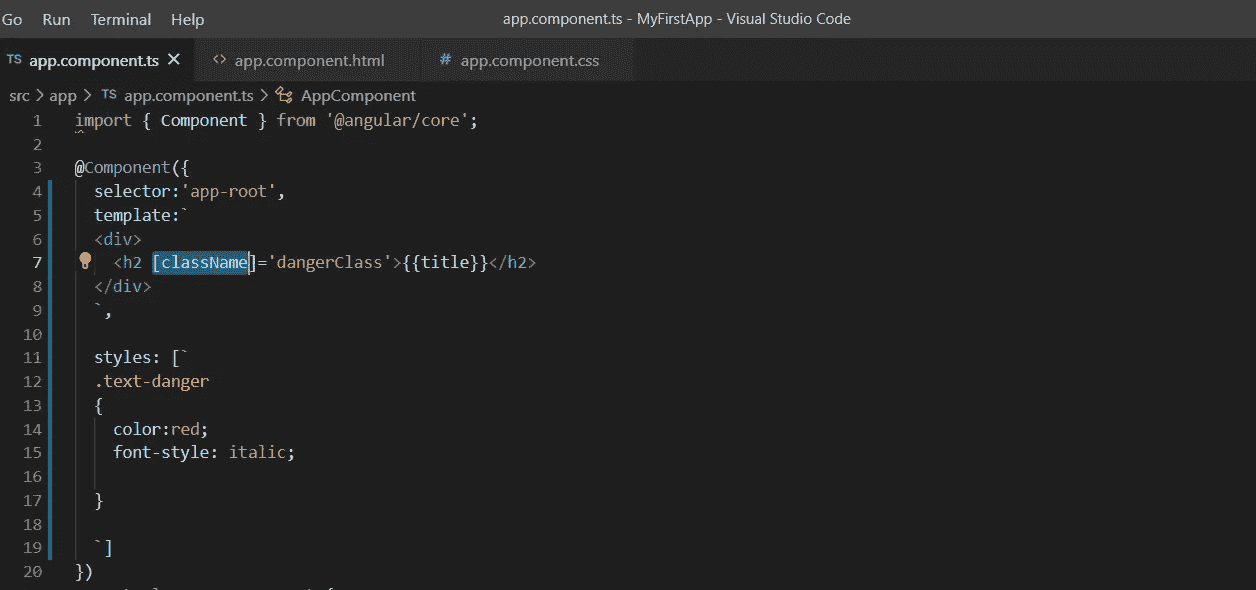 Go Run Terminal Help app.component.ts - MyFirstApp - Visual Studio Code
TS app.component.ts × <> app.component.html # app.component.css
src > app > TS app.component.ts > AppComponent
1 import { Component } from '@angular/core';
2
3 @Component({
4 selector:'app-root',
5 template:`
6 <div>
7 <h2 [className]='dangerClass'>{{title}}</h2>
8 </div>
9 `,
10
11 styles: [`
12 .text-danger
13 {
14 color:red;
15 font-style: italic;
16
17 }
18
19 `]
20 })